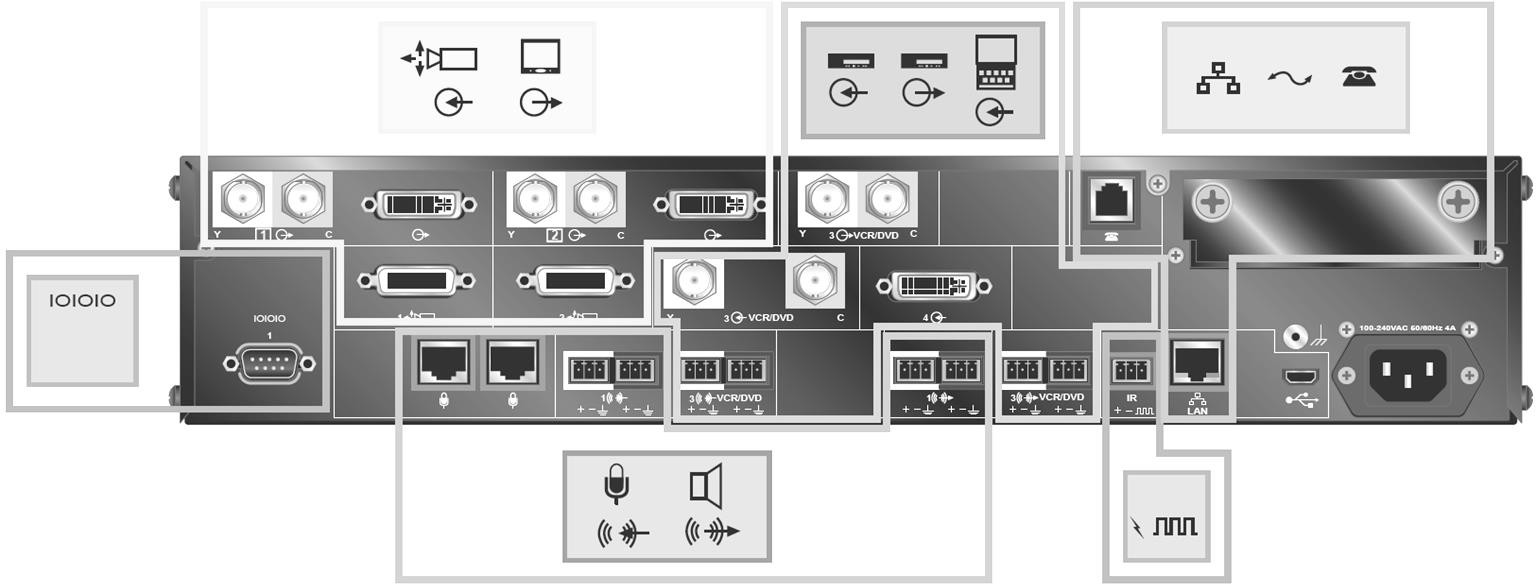 Y 1 C
Y 2 C
Y 3 VCR/DVD C
IOIOIO
IOIOIO
1
Y 3 VCR/DVD C
4
100-240VAC 50/60Hz 4A
1
+ - + -
3 VCR/DVD
+ - + -
1
+ - + -
3 VCR/DVD
+ - + -
IR
+ -
LAN